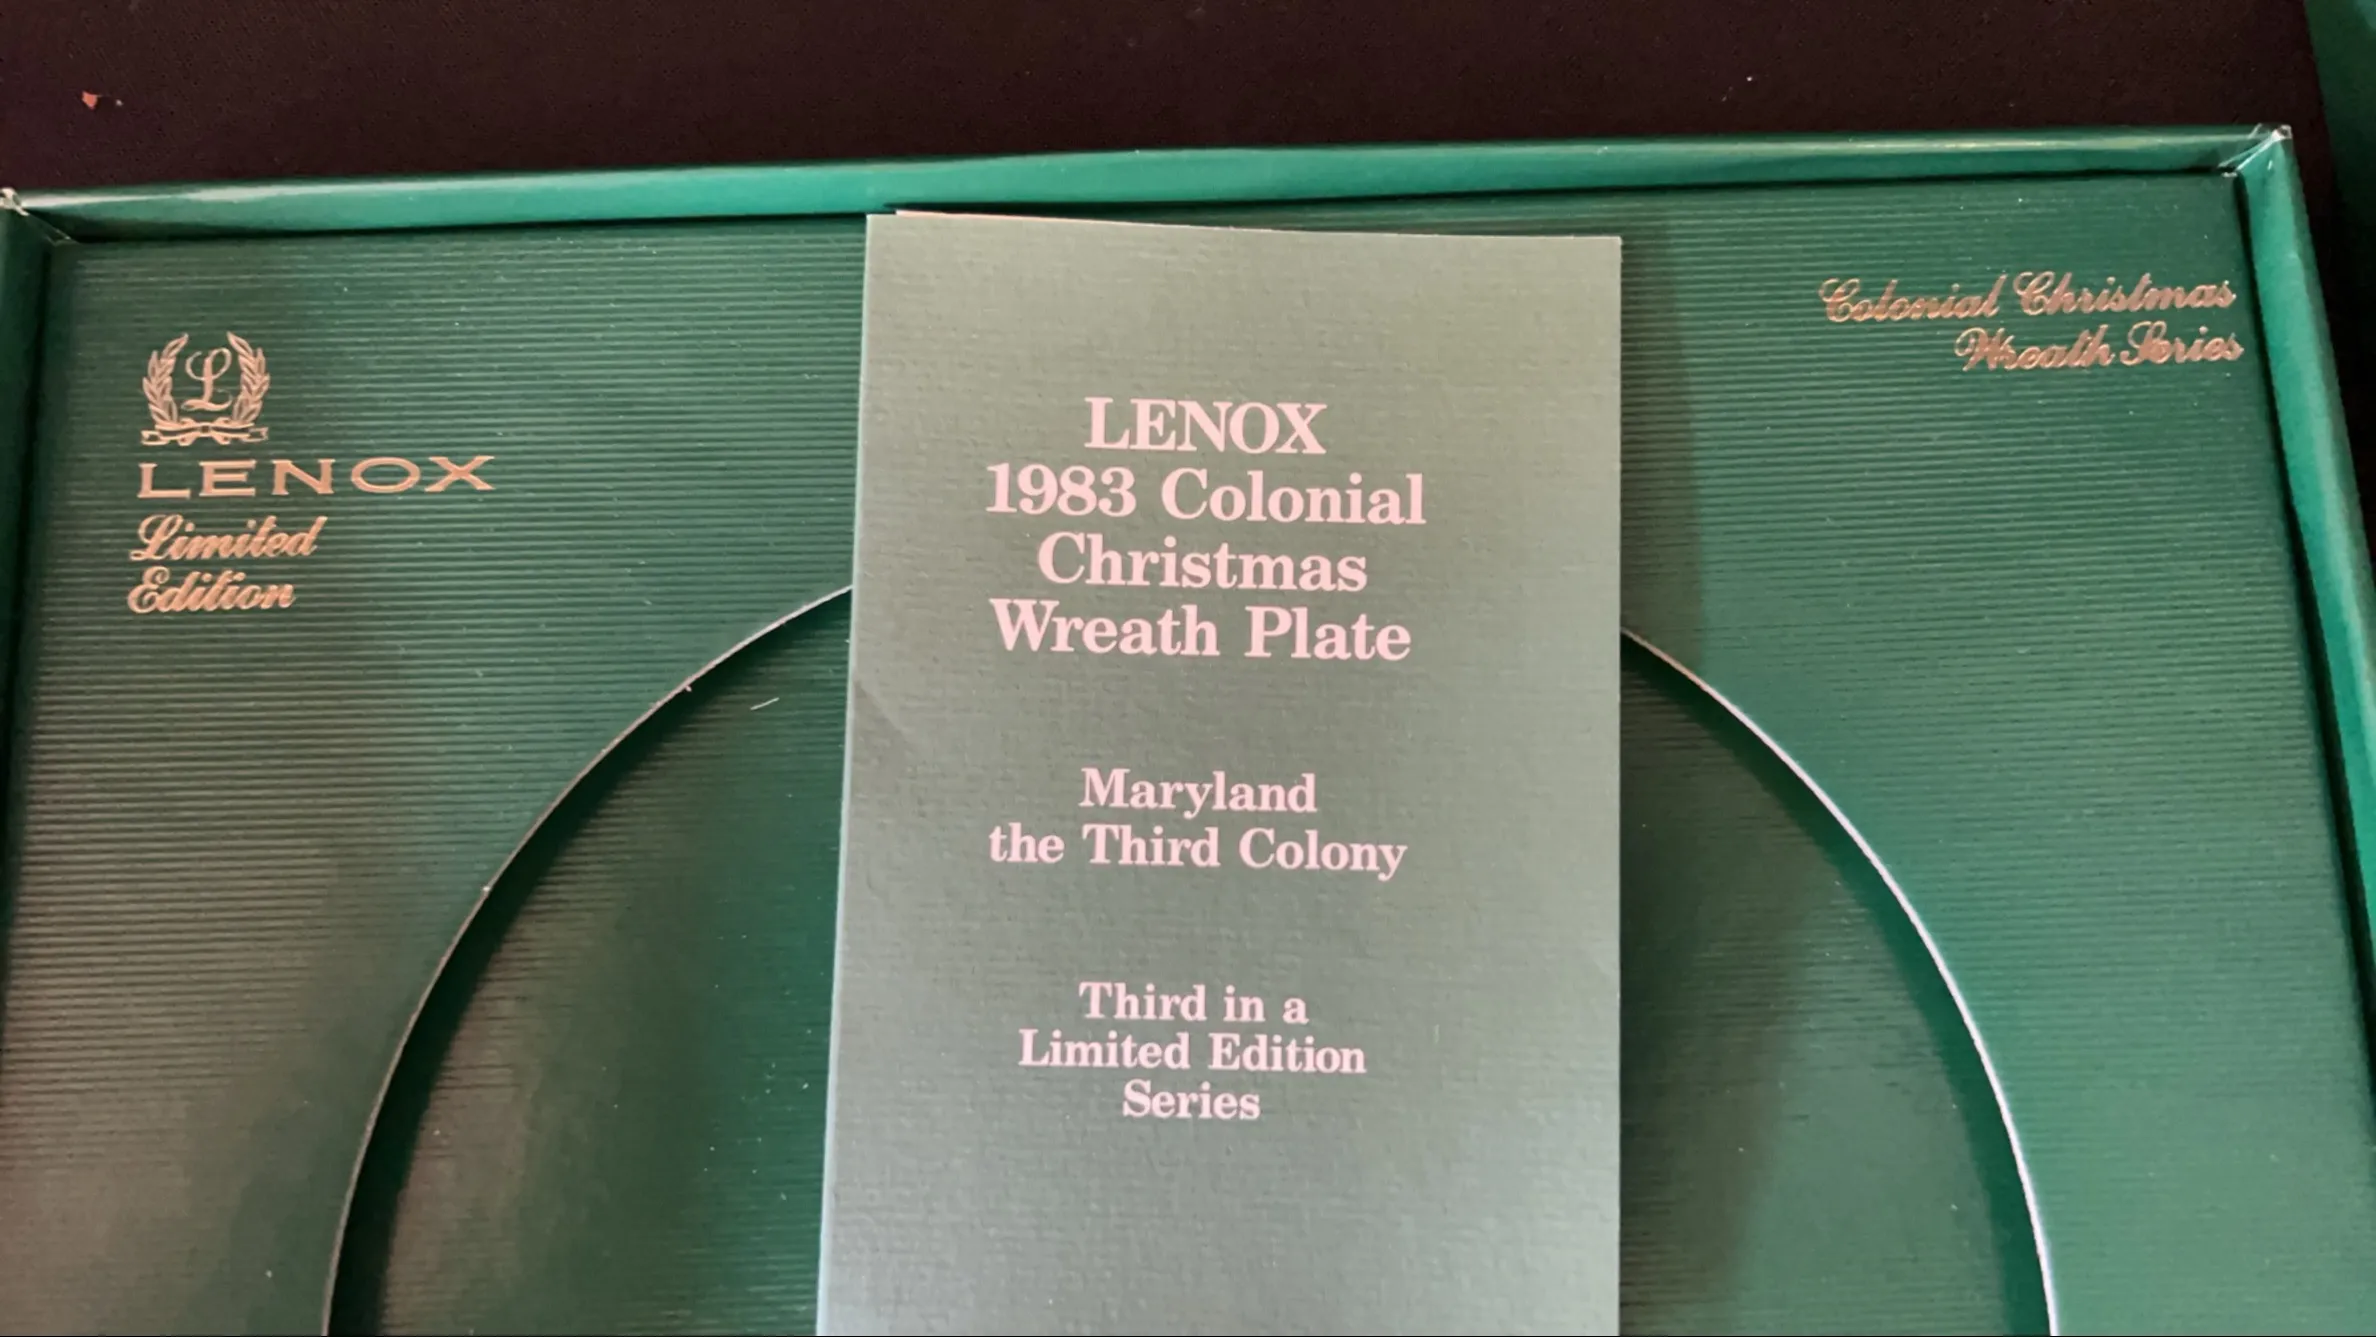 L
LENOX
Limited
Edition
LENOX
1983 Colonial
Christmas
Wreath Plate
Maryland
the Third Colony
Third in a
Limited Edition
Series
Colonial Christmas
Wreath Series